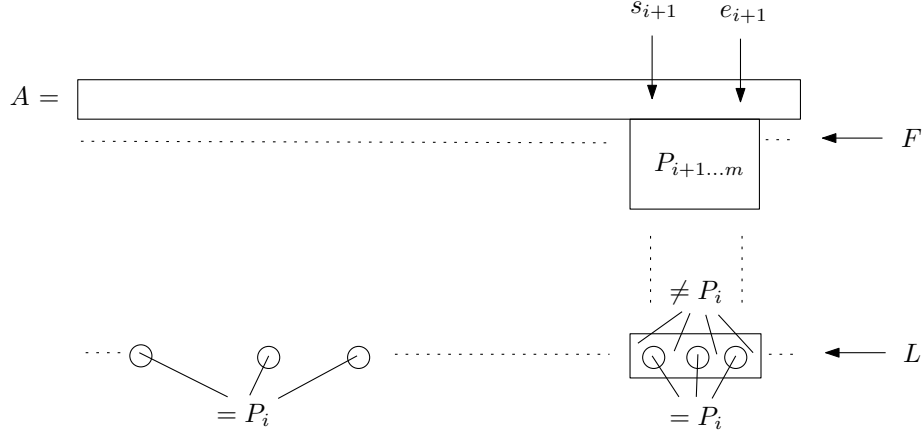 s_{i+1} e_{i+1}
A =
F
P_{i+1...m}
≠ P_i
L
= P_i = P_i